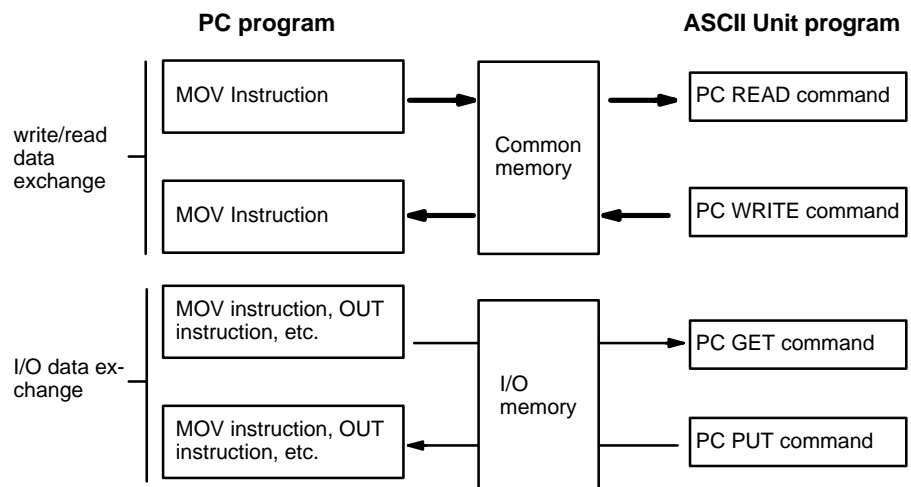 PC program
ASCII Unit program
write/read
data
exchange
MOV Instruction
Common
memory
PC READ command
MOV Instruction
PC WRITE command
I/O data ex-
change
MOV instruction, OUT
instruction, etc.
I/O
memory
PC GET command
MOV instruction, OUT
instruction, etc.
PC PUT command